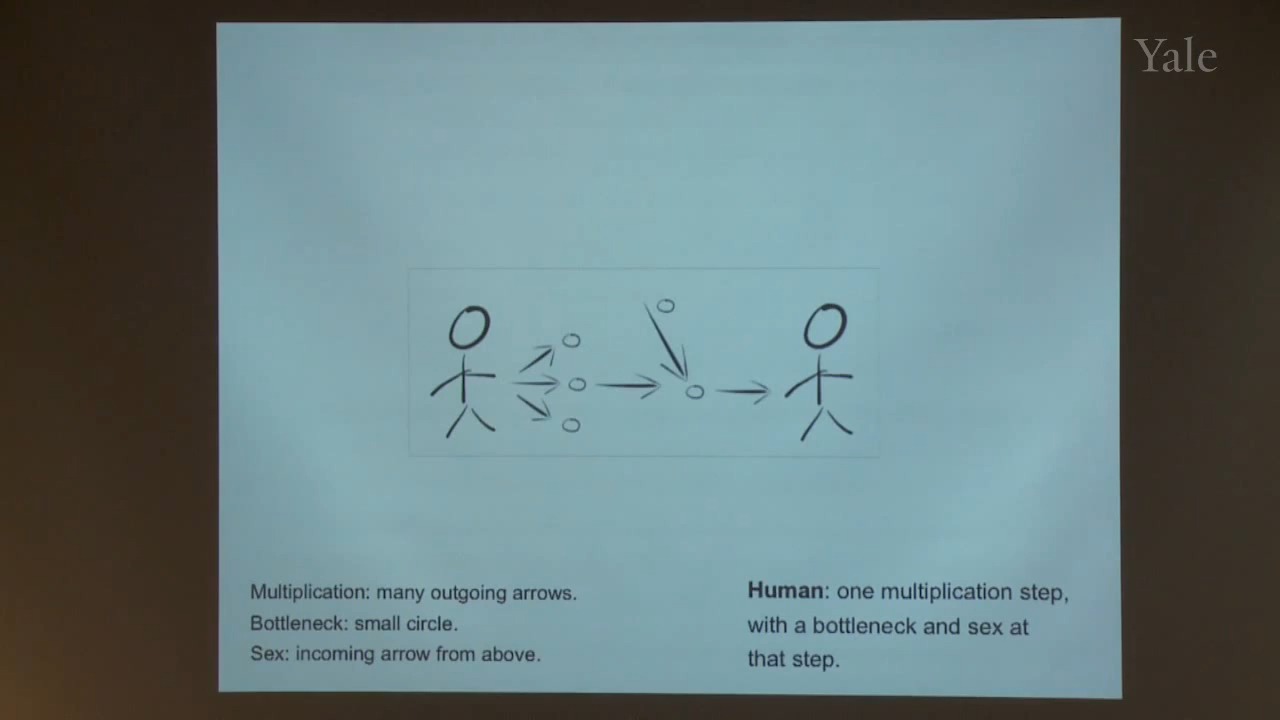 Yale
Multiplication: many outgoing arrows.
Bottleneck: small circle.
Sex: incoming arrow from above.
Human: one multiplication step,
with a bottleneck and sex at
that step.